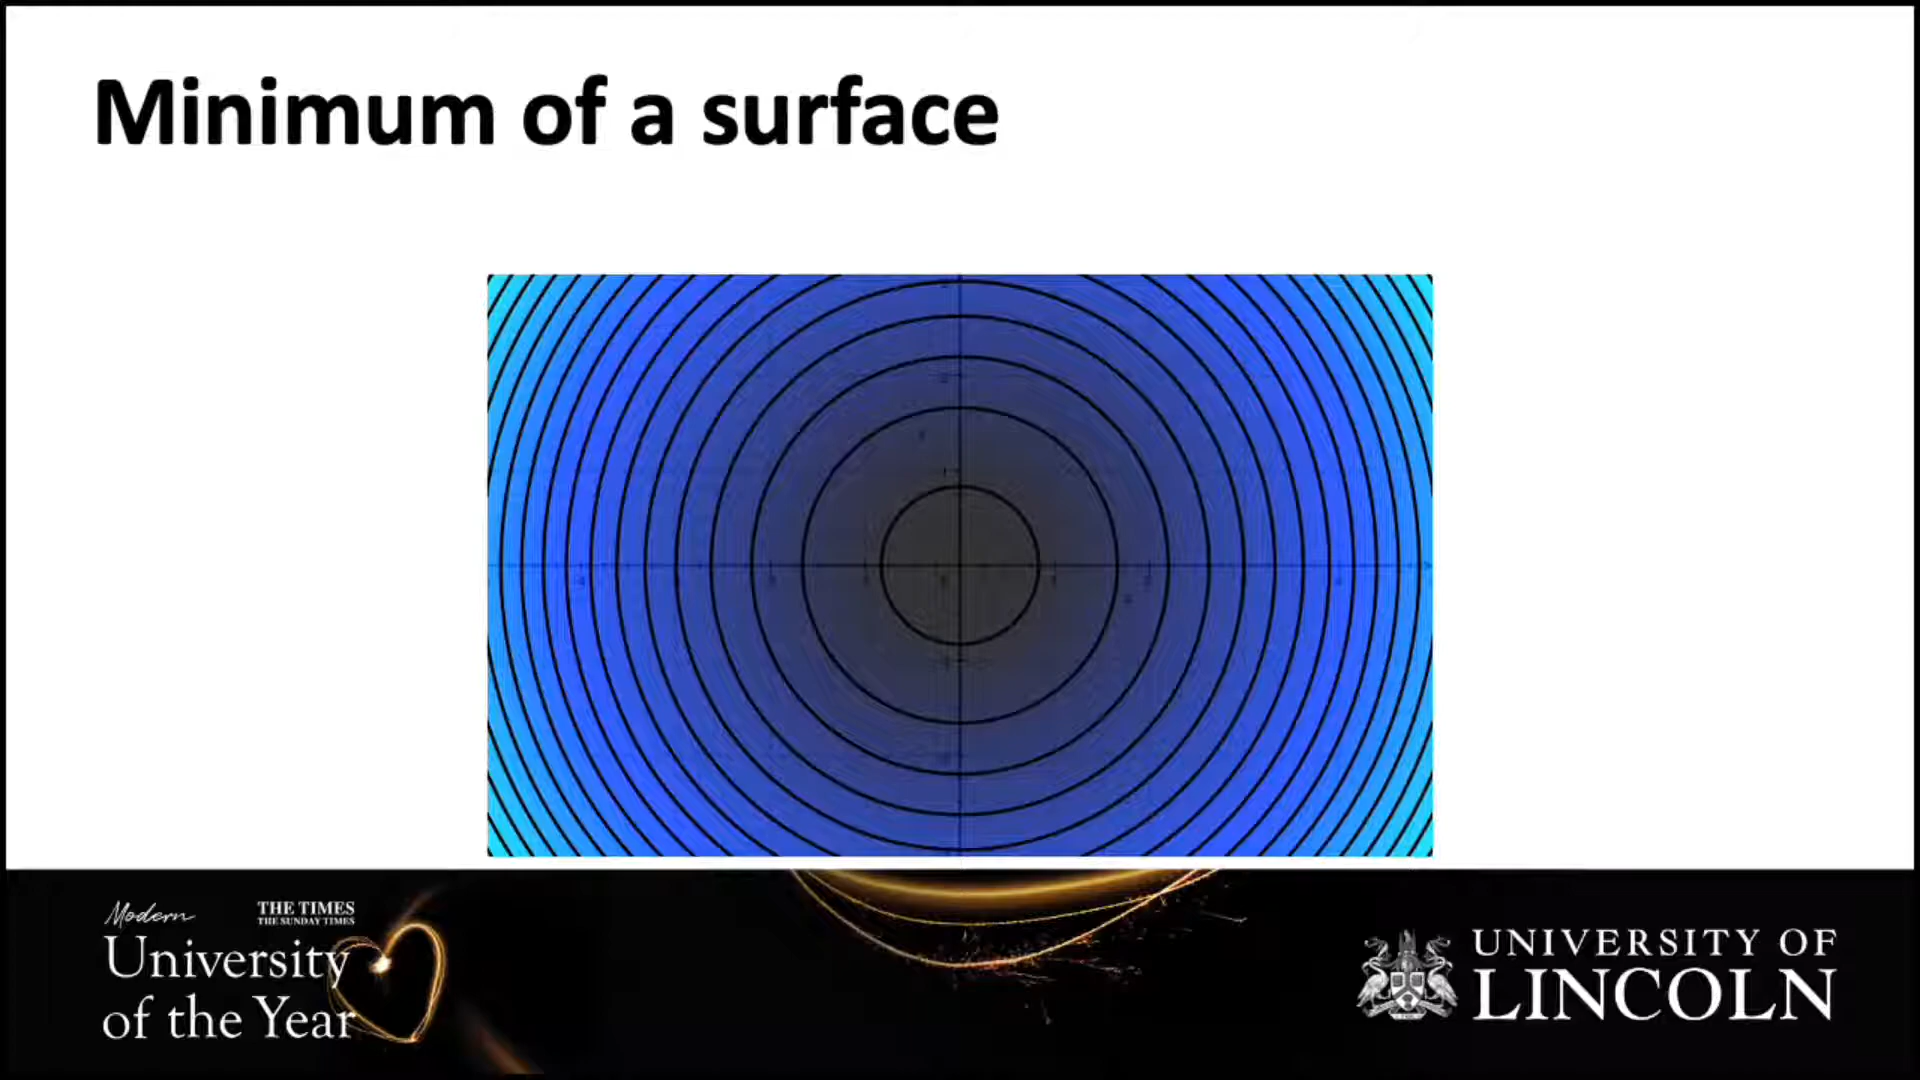 Minimum of a surface
Modern
THE TIMES
THE SUNDAY TIMES
University
of the Year
UNIVERSITY OF
LINCOLN